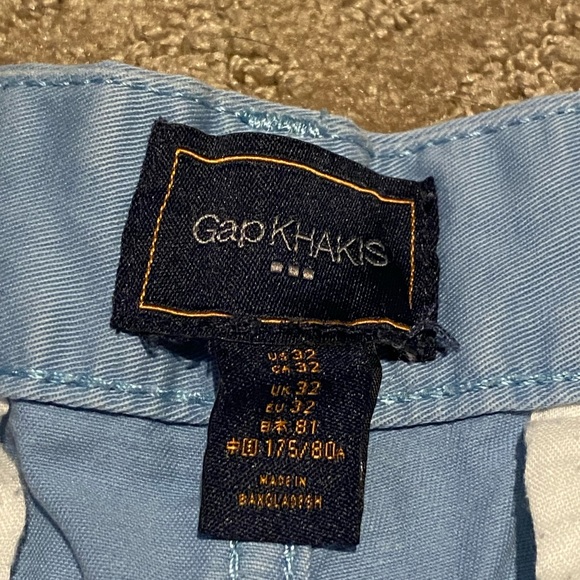 Gap KHAKIS
US 32
CA 32
UK 32
EU 32
日本 81
中国 175/80A
MADE IN
BANGLADESH